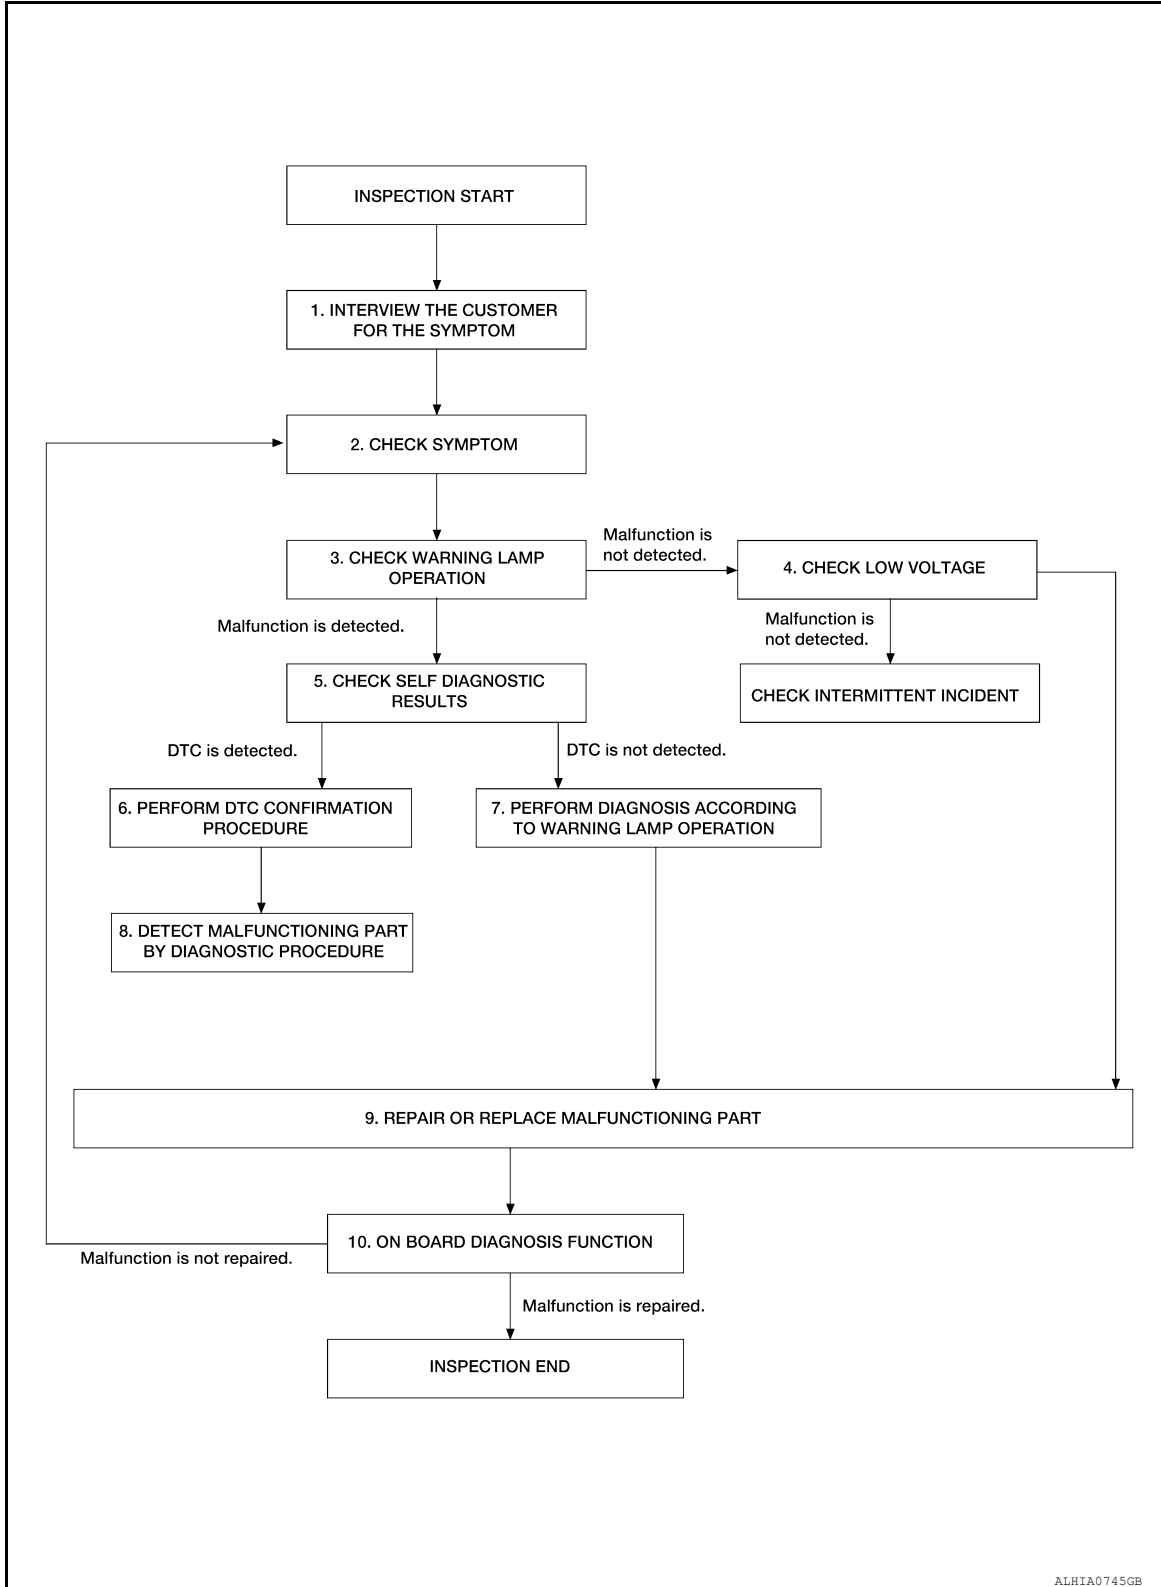 INSPECTION START
1. INTERVIEW THE CUSTOMER
FOR THE SYMPTOM
2. CHECK SYMPTOM
3. CHECK WARNING LAMP
OPERATION
Malfunction is
not detected.
4. CHECK LOW VOLTAGE
Malfunction is detected.
Malfunction is
not detected.
5. CHECK SELF DIAGNOSTIC
RESULTS
CHECK INTERMITTENT INCIDENT
DTC is detected.
DTC is not detected.
6. PERFORM DTC CONFIRMATION
PROCEDURE
7. PERFORM DIAGNOSIS ACCORDING
TO WARNING LAMP OPERATION
8. DETECT MALFUNCTIONING PART
BY DIAGNOSTIC PROCEDURE
9. REPAIR OR REPLACE MALFUNCTIONING PART
10. ON BOARD DIAGNOSIS FUNCTION
Malfunction is not repaired.
Malfunction is repaired.
INSPECTION END
ALHIA0745GB